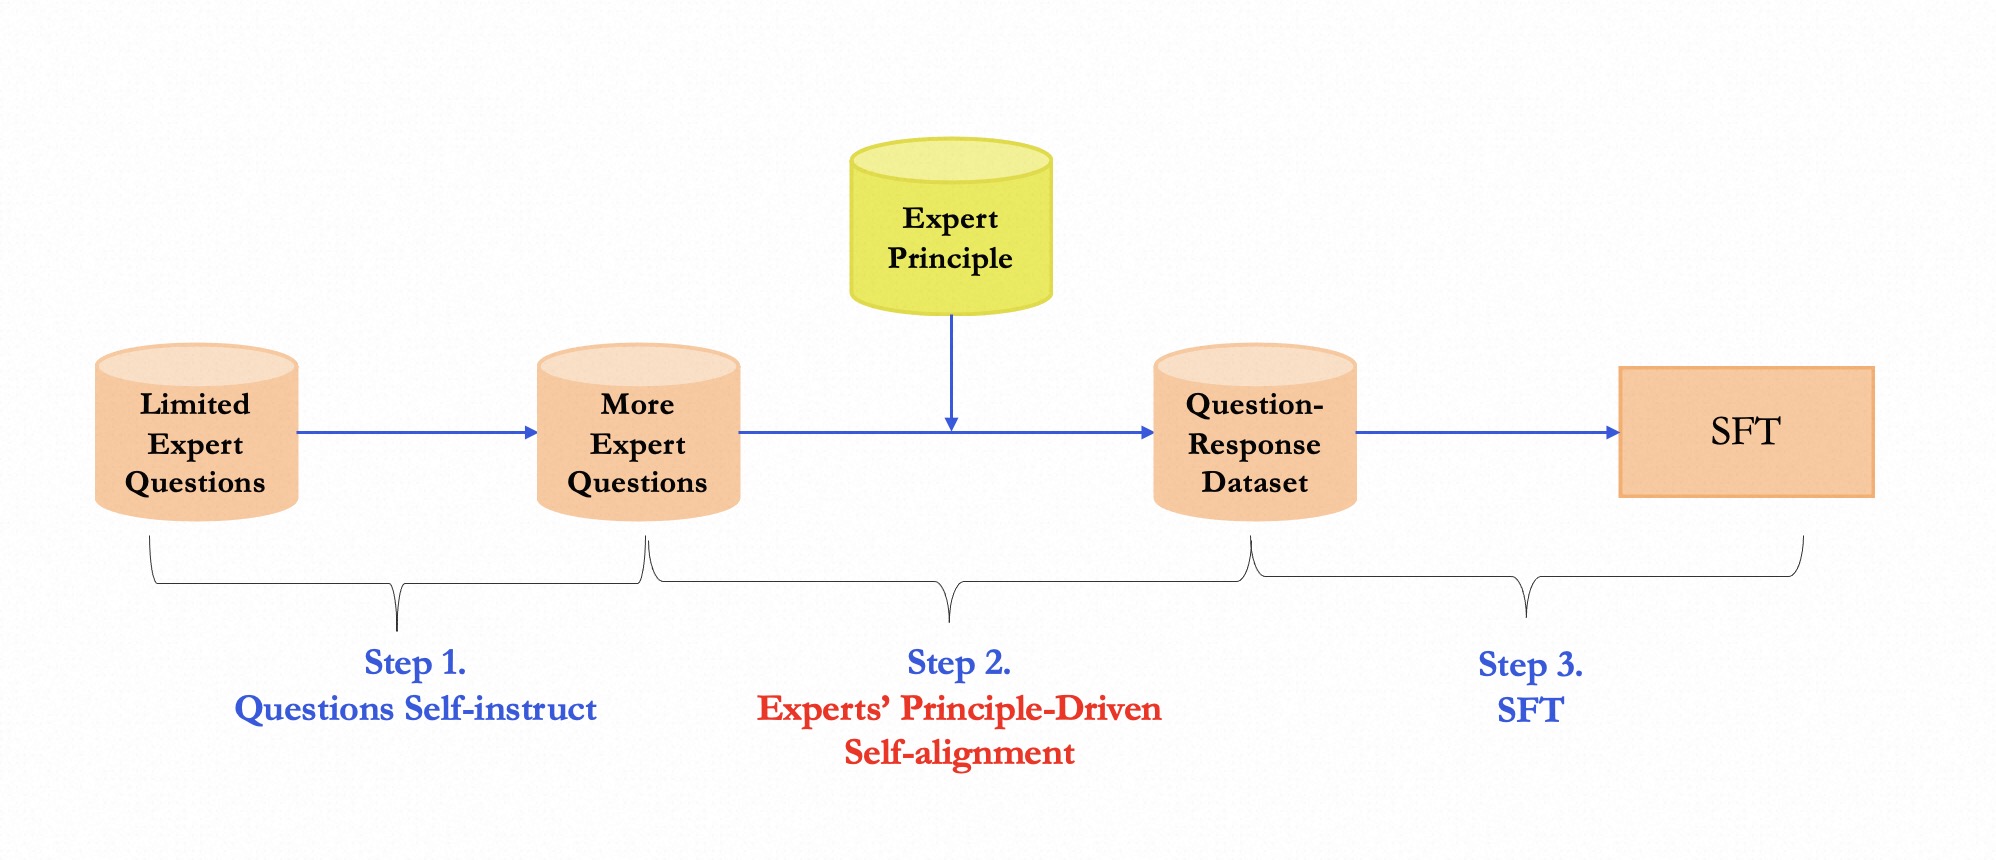 Expert
Principle
Limited
Expert
Questions
More
Expert
Questions
Question-
Response
Dataset
SFT
Step 1.
Questions Self-instruct
Step 2.
Experts’ Principle-Driven
Self-alignment
Step 3.
SFT